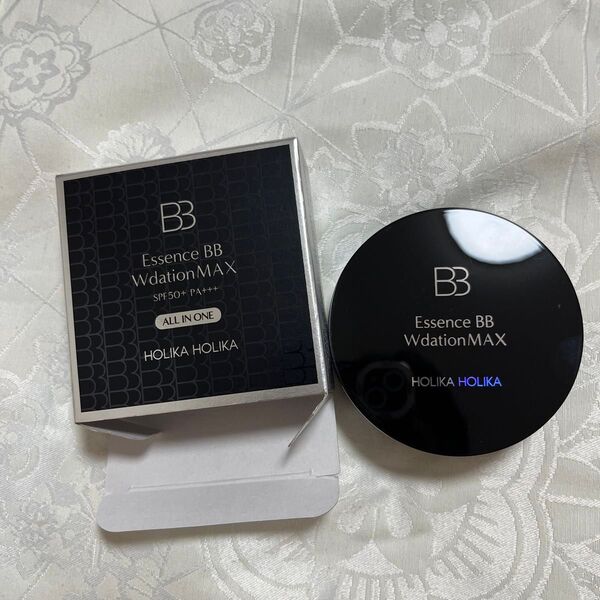 BB
Essence BB
WdationMAX
SPF50+ PA+++
ALL IN ONE
HOLIKA HOLIKA
BB
Essence BB
WdationMAX
HOLIKA HOLIKA